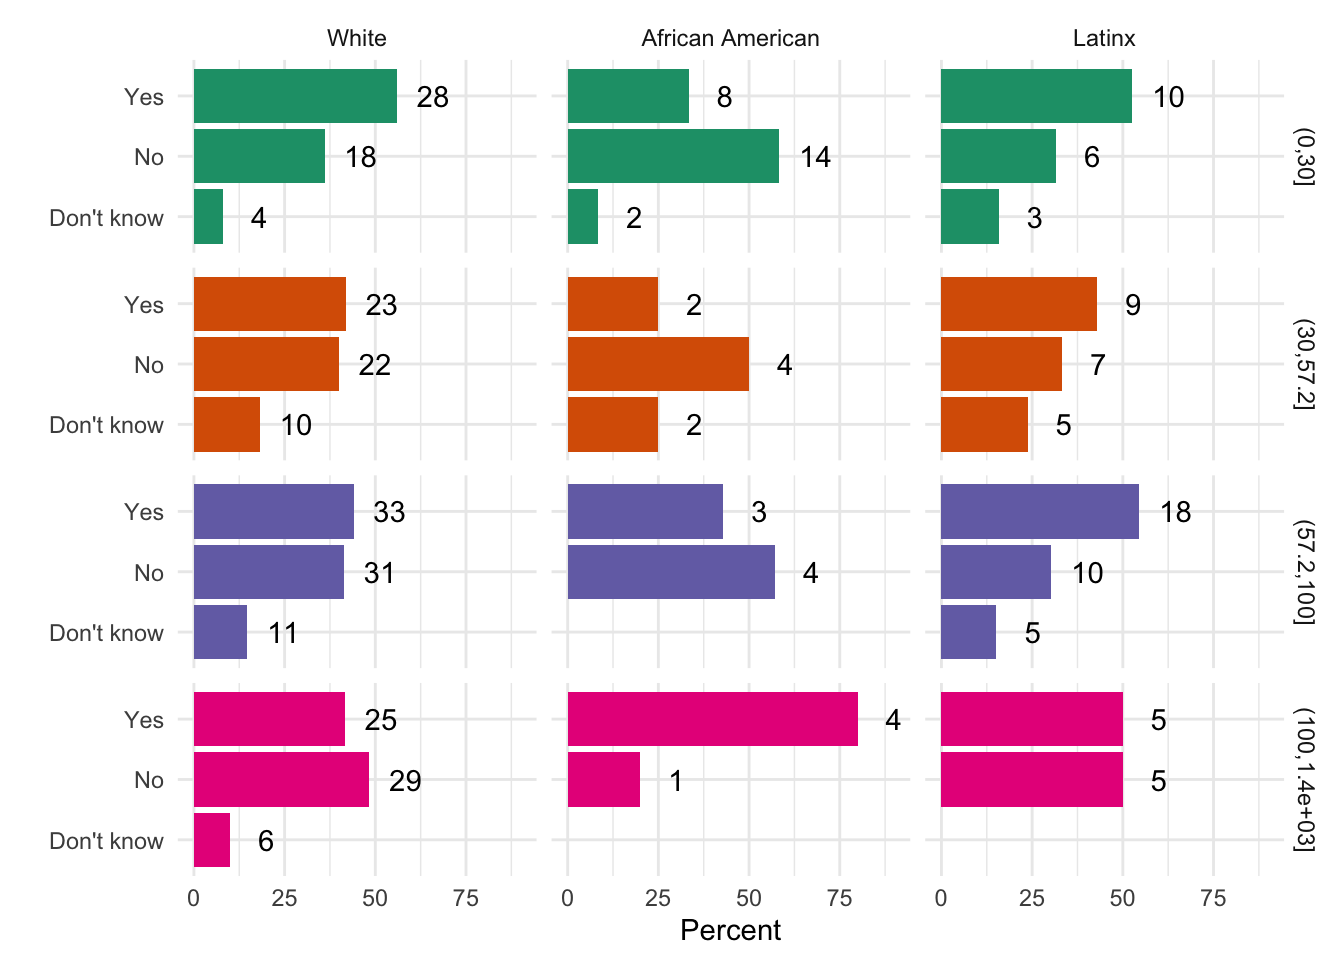 White African American Latinx
Yes 28 8 10
No 18 14 6
Don't know 4 2 3
(0,30]
Yes 23 2 9
No 22 4 7
Don't know 10 2 5
(30,57.2]
Yes 33 3 18
No 31 4 10
Don't know 11 5
(57.2,100]
Yes 25 4 5
No 29 1 5
Don't know 6
(100,1.4e+03]
0 25 50 75 0 25 50 75 0 25 50 75
Percent